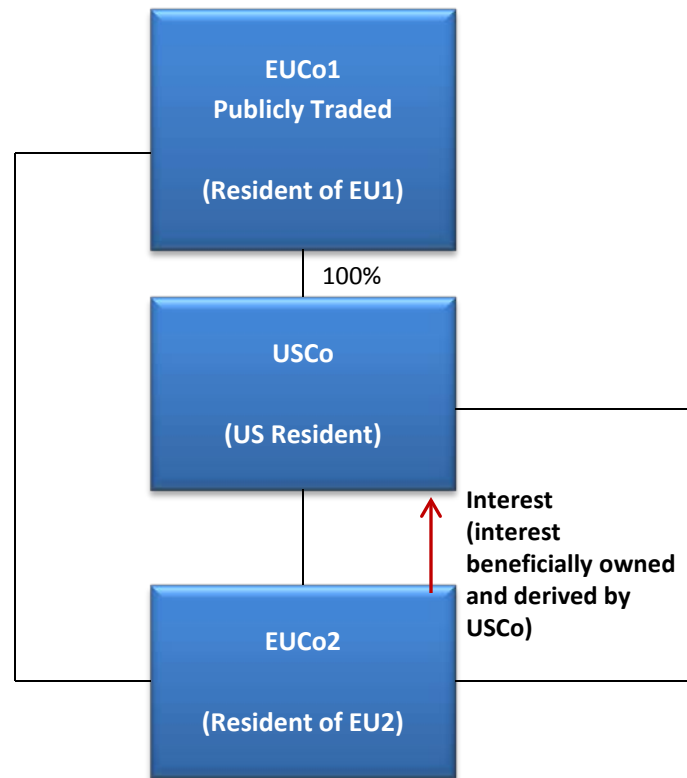 EUCo1
Publicly Traded
(Resident of EU1)
100%
USCo
(US Resident)
Interest
(interest
beneficially owned
and derived by
USCo)
EUCo2
(Resident of EU2)